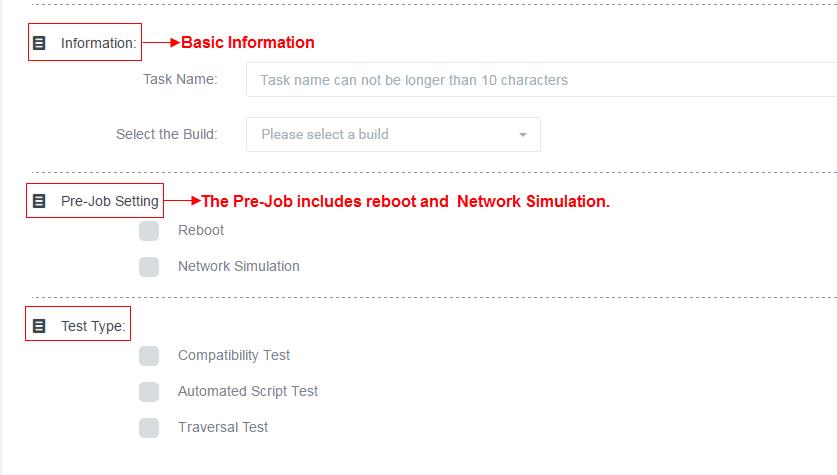 Information: Basic Information
Task Name: Task name can not be longer than 10 characters
Select the Build: Please select a build
Pre-Job Setting The Pre-Job includes reboot and Network Simulation.
Reboot
Network Simulation
Test Type:
Compatibility Test
Automated Script Test
Traversal Test